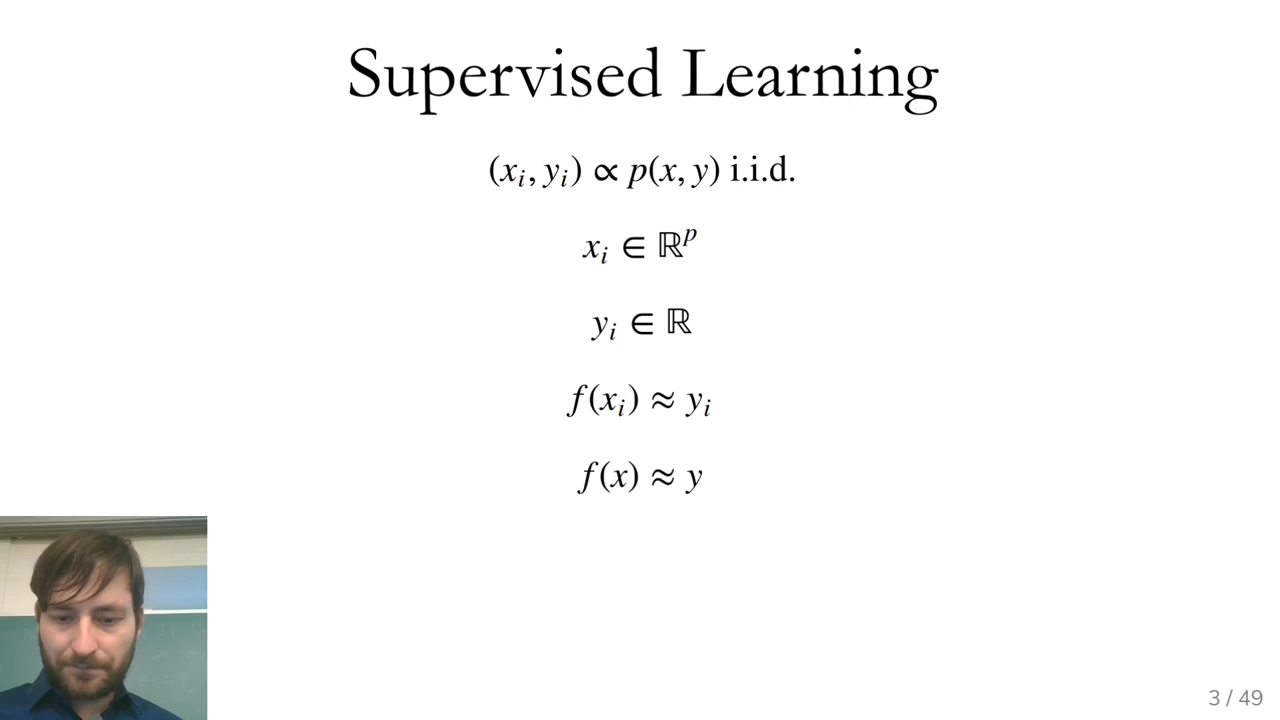 Supervised Learning
(xᵢ, yᵢ) ∝ p(x, y) i.i.d.
xᵢ ∈ ℝᵖ
yᵢ ∈ ℝ
f(xᵢ) ≈ yᵢ
f(x) ≈ y
3 / 49